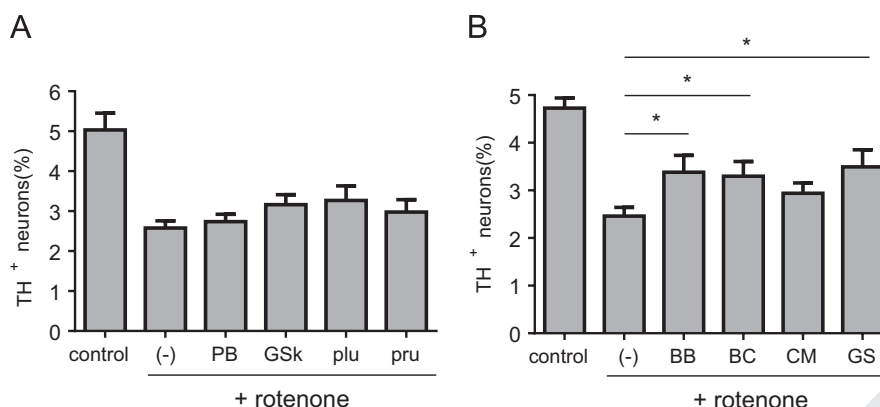 A
TH + neurons(%)
6
5
4
3
2
1
0
control (-) PB GSk plu pru
+ rotenone
B
TH + neurons(%)
*
*
*
5
4
3
2
1
0
control (-) BB BC CM GS
+ rotenone